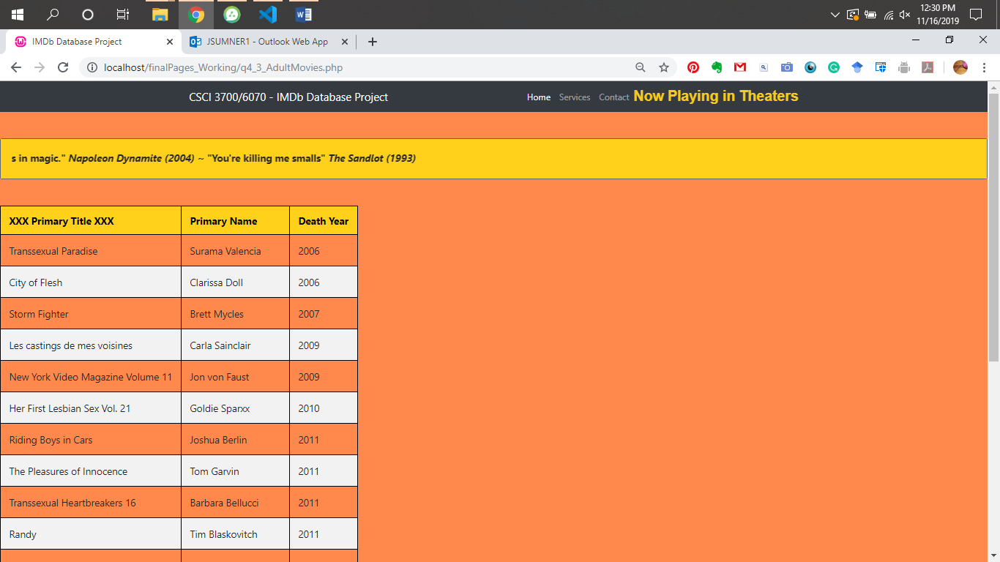 12:30 PM
11/16/2019
IMDb Database Project
JSUMNER1 - Outlook Web App
localhost/finalPages_Working/q4_3_AdultMovies.php
CSCI 3700/6070 - IMDb Database Project Home Services Contact Now Playing in Theaters
s in magic." Napoleon Dynamite (2004) ~ "You're killing me smalls" The Sandlot (1993)
XXX Primary Title XXX Primary Name Death Year
Transsexual Paradise Surama Valencia 2006
City of Flesh Clarissa Doll 2006
Storm Fighter Brett Mycles 2007
Les castings de mes voisines Carla Sainclair 2009
New York Video Magazine Volume 11 Jon von Faust 2009
Her First Lesbian Sex Vol. 21 Goldie Sparxx 2010
Riding Boys in Cars Joshua Berlin 2011
The Pleasures of Innocence Tom Garvin 2011
Transsexual Heartbreakers 16 Barbara Bellucci 2011
Randy Tim Blaskovitch 2011